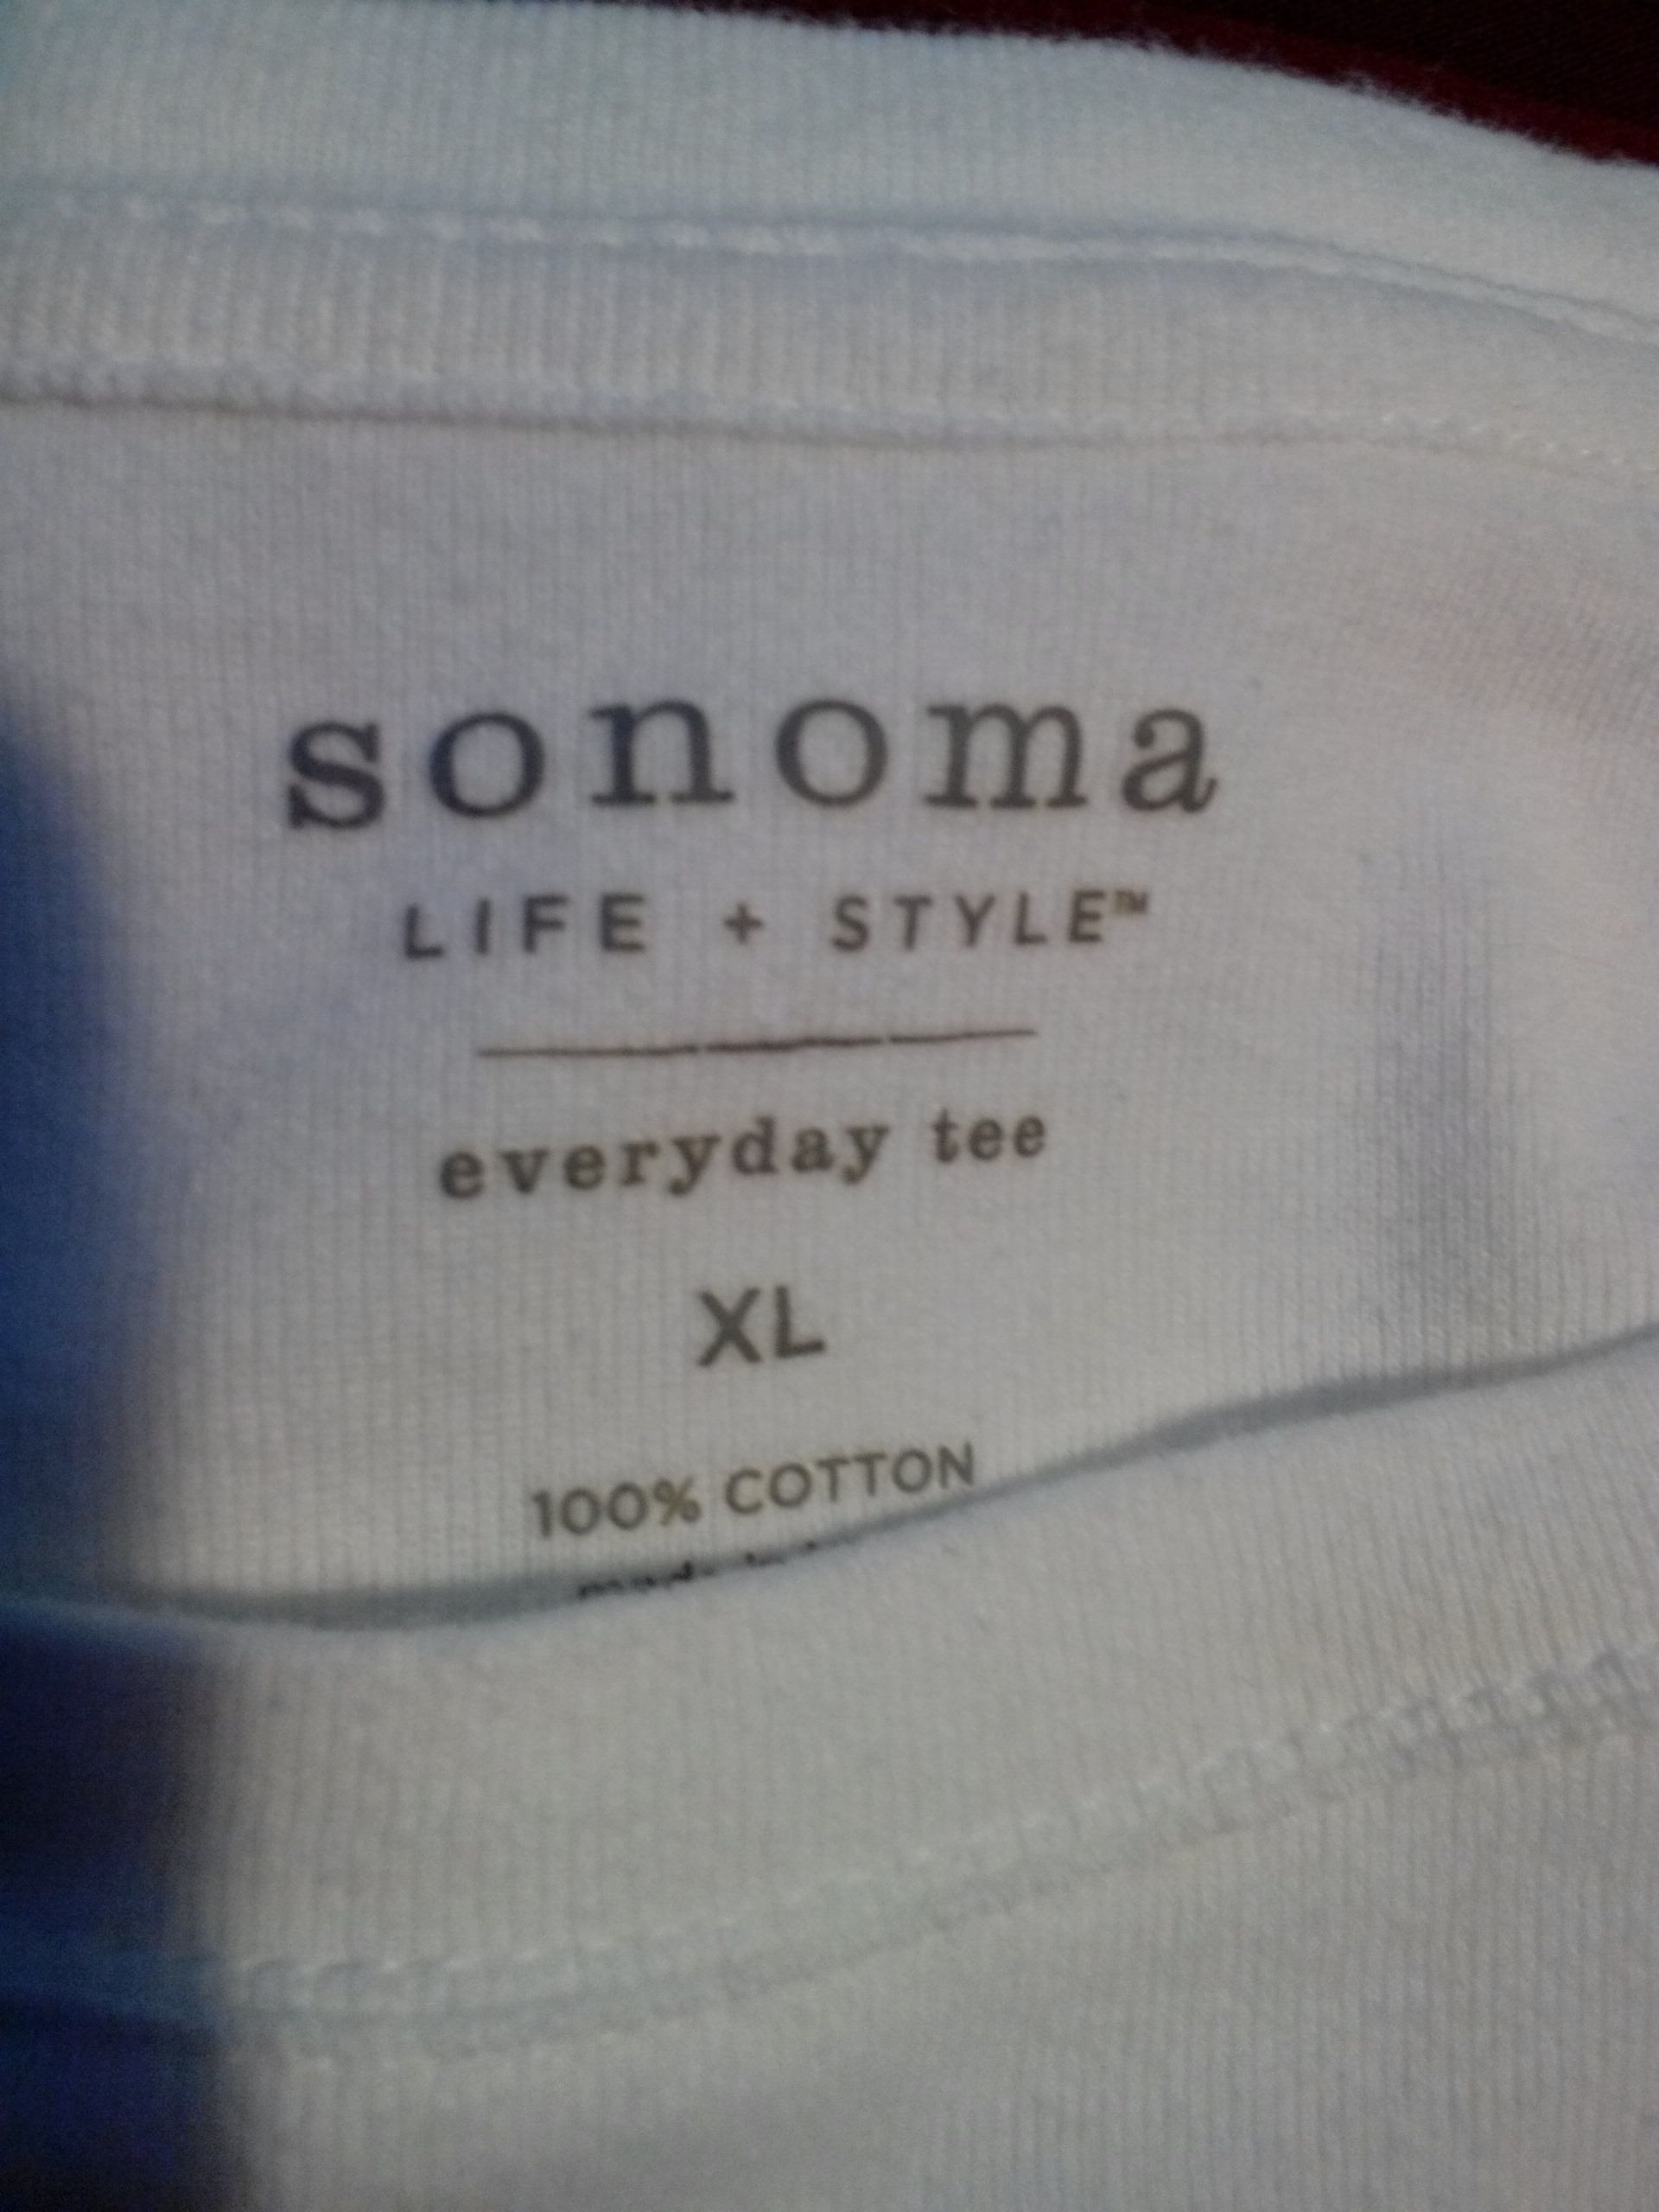 sonoma
LIFE + STYLE™
everyday tee
XL
100% COTTON